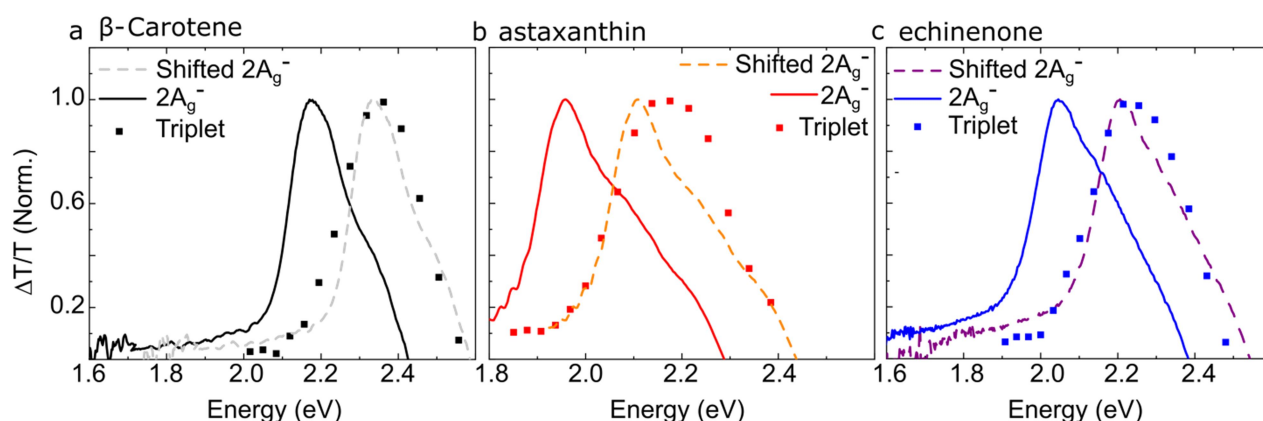 a β-Carotene
b astaxanthin
c echinenone
Shifted 2Ag⁻
2Ag⁻
Triplet
Shifted 2Ag⁻
2Ag⁻
Triplet
Shifted 2Ag⁻
2Ag⁻
Triplet
ΔT/T (Norm.)
1.0
0.6
0.2
1.6 1.8 2.0 2.2 2.4
1.8 2.0 2.2 2.4
1.6 1.8 2.0 2.2 2.4
Energy (eV)
Energy (eV)
Energy (eV)